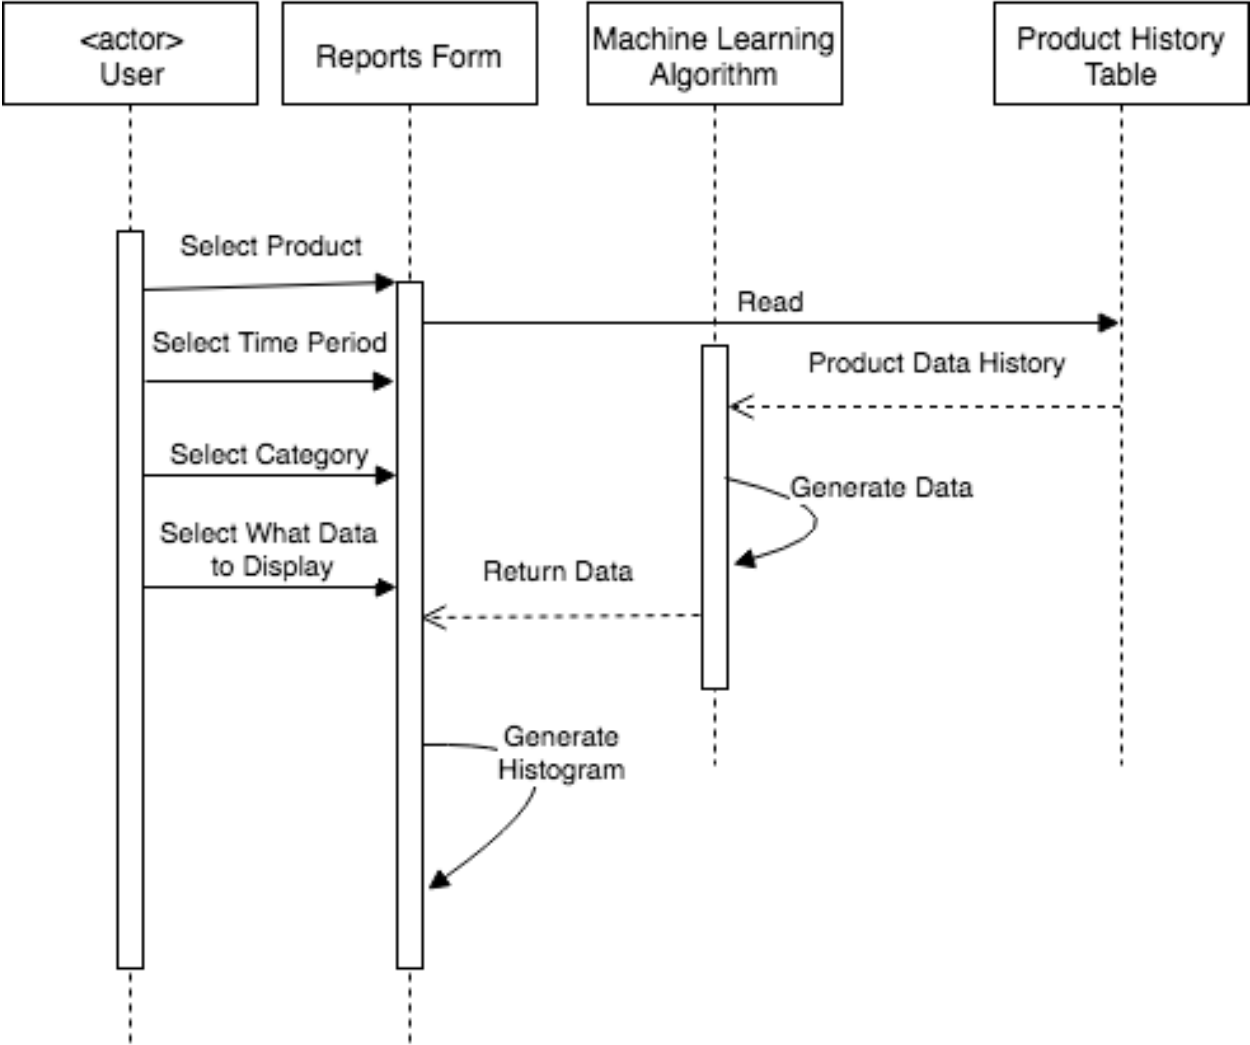 <actor>
User
Reports Form
Machine Learning
Algorithm
Product History
Table
Select Product
Read
Select Time Period
Product Data History
Select Category
Generate Data
Select What Data
to Display
Return Data
Generate
Histogram